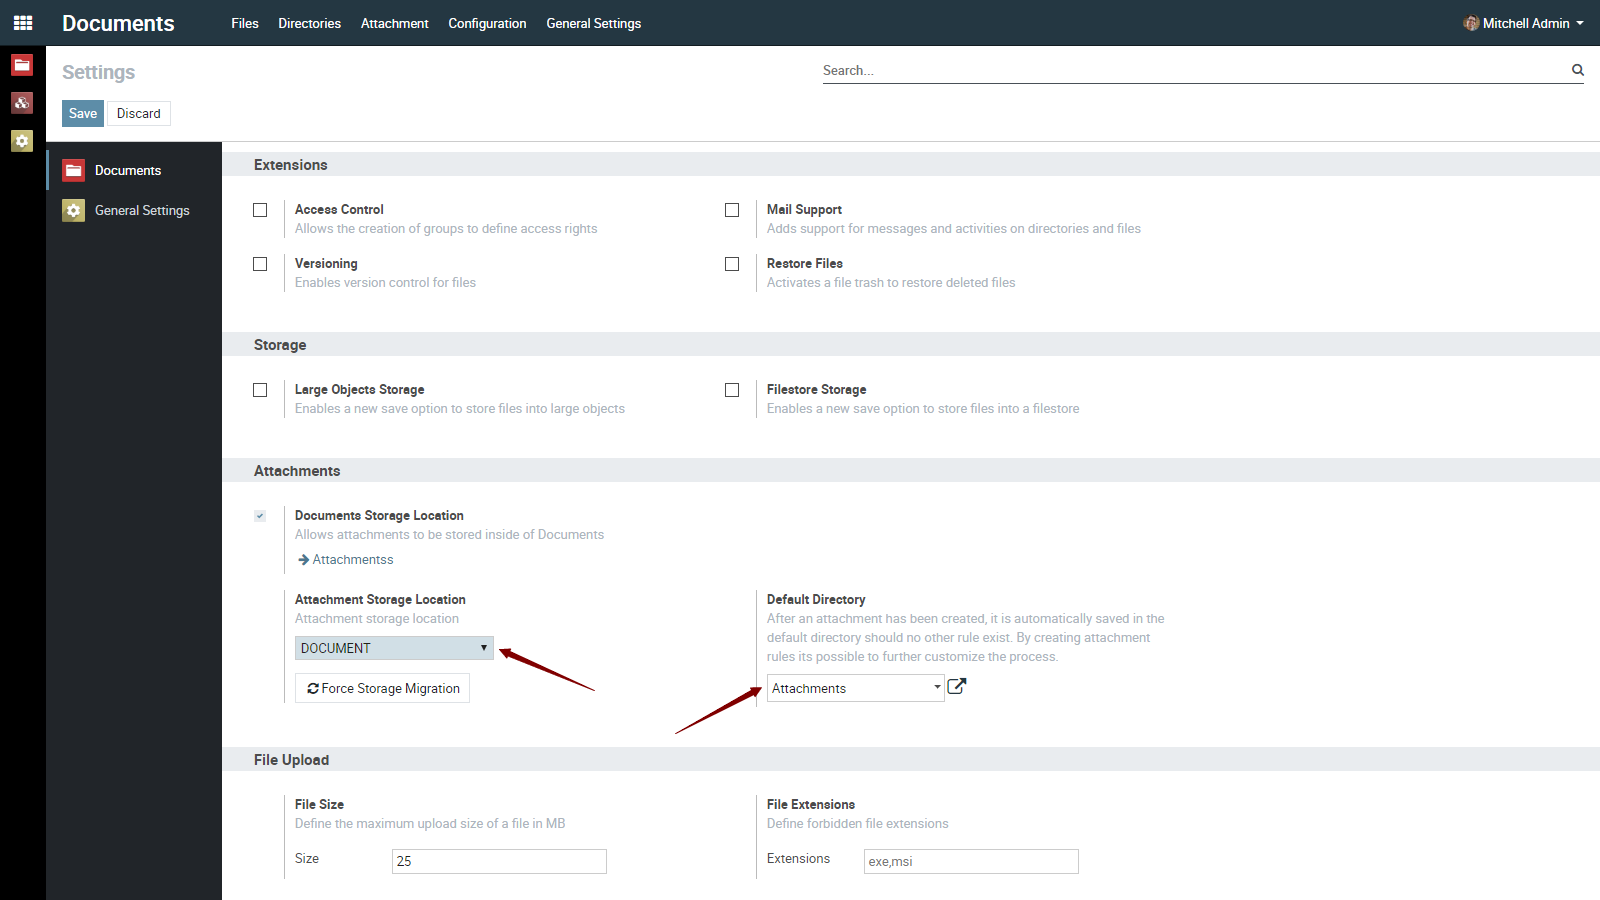 Documents Files Directories Attachment Configuration General Settings Mitchell Admin
Settings Search...
Save Discard
Documents
General Settings
Extensions
Access Control
Allows the creation of groups to define access rights
Mail Support
Adds support for messages and activities on directories and files
Versioning
Enables version control for files
Restore Files
Activates a file trash to restore deleted files
Storage
Large Objects Storage
Enables a new save option to store files into large objects
Filestore Storage
Enables a new save option to store files into a filestore
Attachments
Documents Storage Location
Allows attachments to be stored inside of Documents
Attachmentss
Attachment Storage Location
Attachment storage location
DOCUMENT
Force Storage Migration
Default Directory
After an attachment has been created, it is automatically saved in the
default directory should no other rule exist. By creating attachment
rules its possible to further customize the process.
Attachments
File Upload
File Size
Define the maximum upload size of a file in MB
Size 25
File Extensions
Define forbidden file extensions
Extensions exe,msi